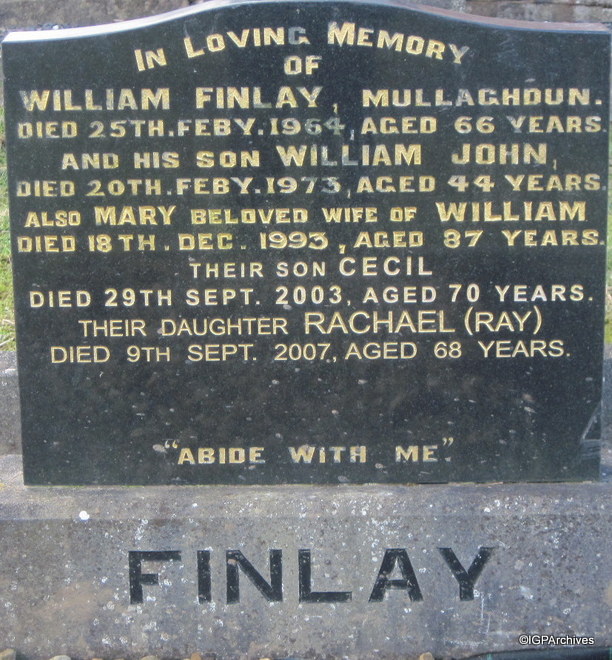 IN LOVING MEMORY
OF
WILLIAM FINLAY, MULLAGHDUN.
DIED 25TH.FEBY.1964, AGED 66 YEARS
AND HIS SON WILLIAM JOHN,
DIED 20TH.FEBY.1973, AGED 44 YEARS.
ALSO MARY BELOVED WIFE OF WILLIAM
DIED 18TH. DEC. 1993, AGED 87 YEARS.
THEIR SON CECIL
DIED 29TH SEPT. 2003, AGED 70 YEARS.
THEIR DAUGHTER RACHAEL (RAY)
DIED 9TH SEPT. 2007, AGED 68 YEARS.
"ABIDE WITH ME".
FINLAY
©IGPArchives